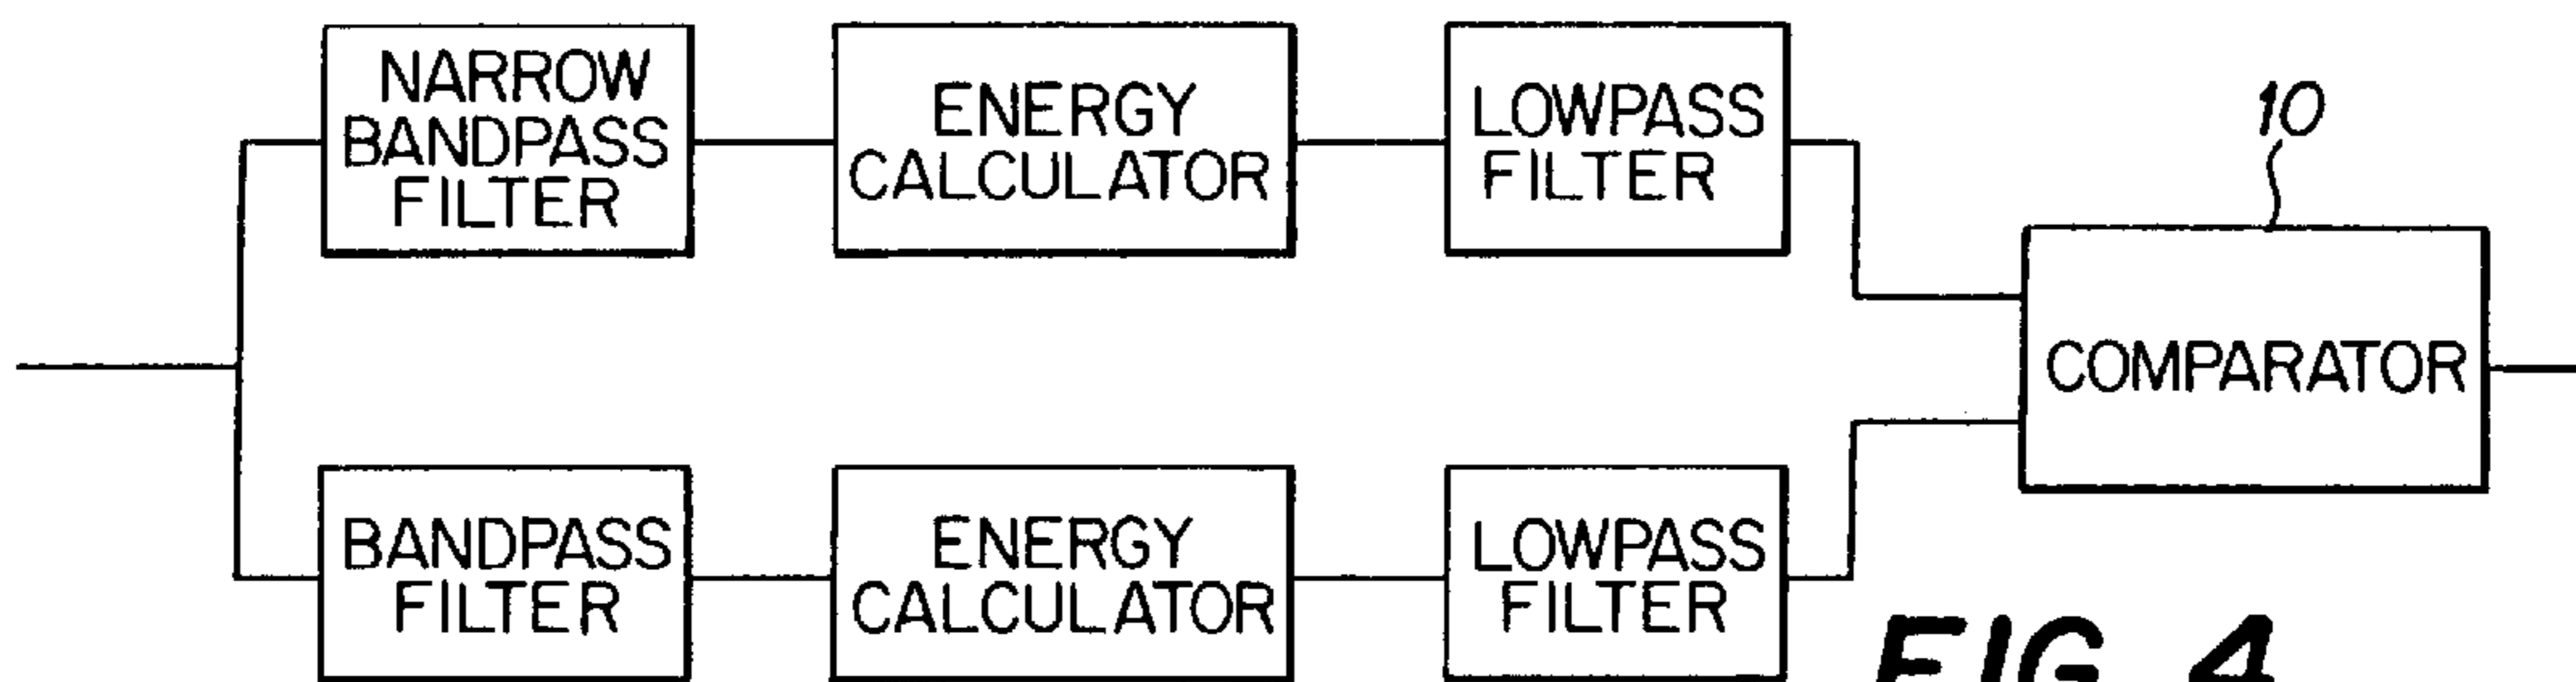 NARROW
BANDPASS
FILTER
ENERGY
CALCULATOR
LOWPASS
FILTER
10
COMPARATOR
BANDPASS
FILTER
ENERGY
CALCULATOR
LOWPASS
FILTER
FIG. 4